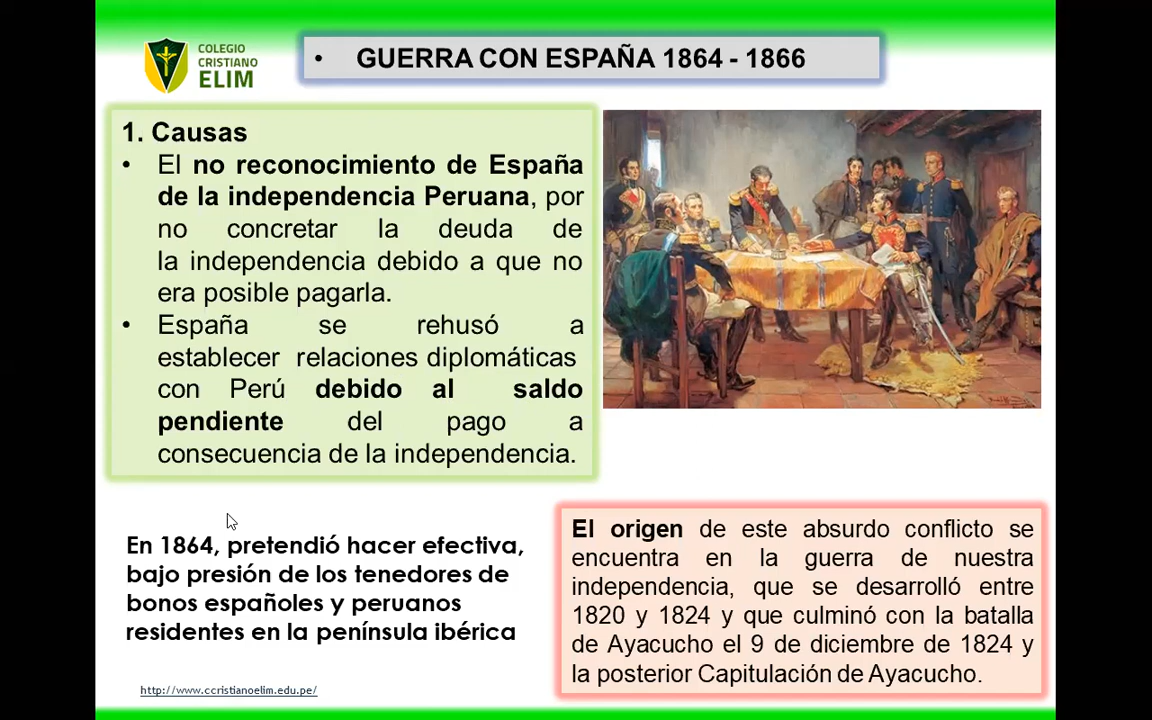 COLEGIO
CRISTIANO
ELIM
• GUERRA CON ESPAÑA 1864 - 1866
1. Causas
• El no reconocimiento de España
de la independencia Peruana, por
no concretar la deuda de
la independencia debido a que no
era posible pagarla.
• España se rehusó a
establecer relaciones diplomáticas
con Perú debido al saldo
pendiente del pago a
consecuencia de la independencia.
En 1864, pretendió hacer efectiva,
bajo presión de los tenedores de
bonos españoles y peruanos
residentes en la península ibérica
El origen de este absurdo conflicto se
encuentra en la guerra de nuestra
independencia, que se desarrolló entre
1820 y 1824 y que culminó con la batalla
de Ayacucho el 9 de diciembre de 1824 y
la posterior Capitulación de Ayacucho.
http://www.ccristianoelim.edu.pe/